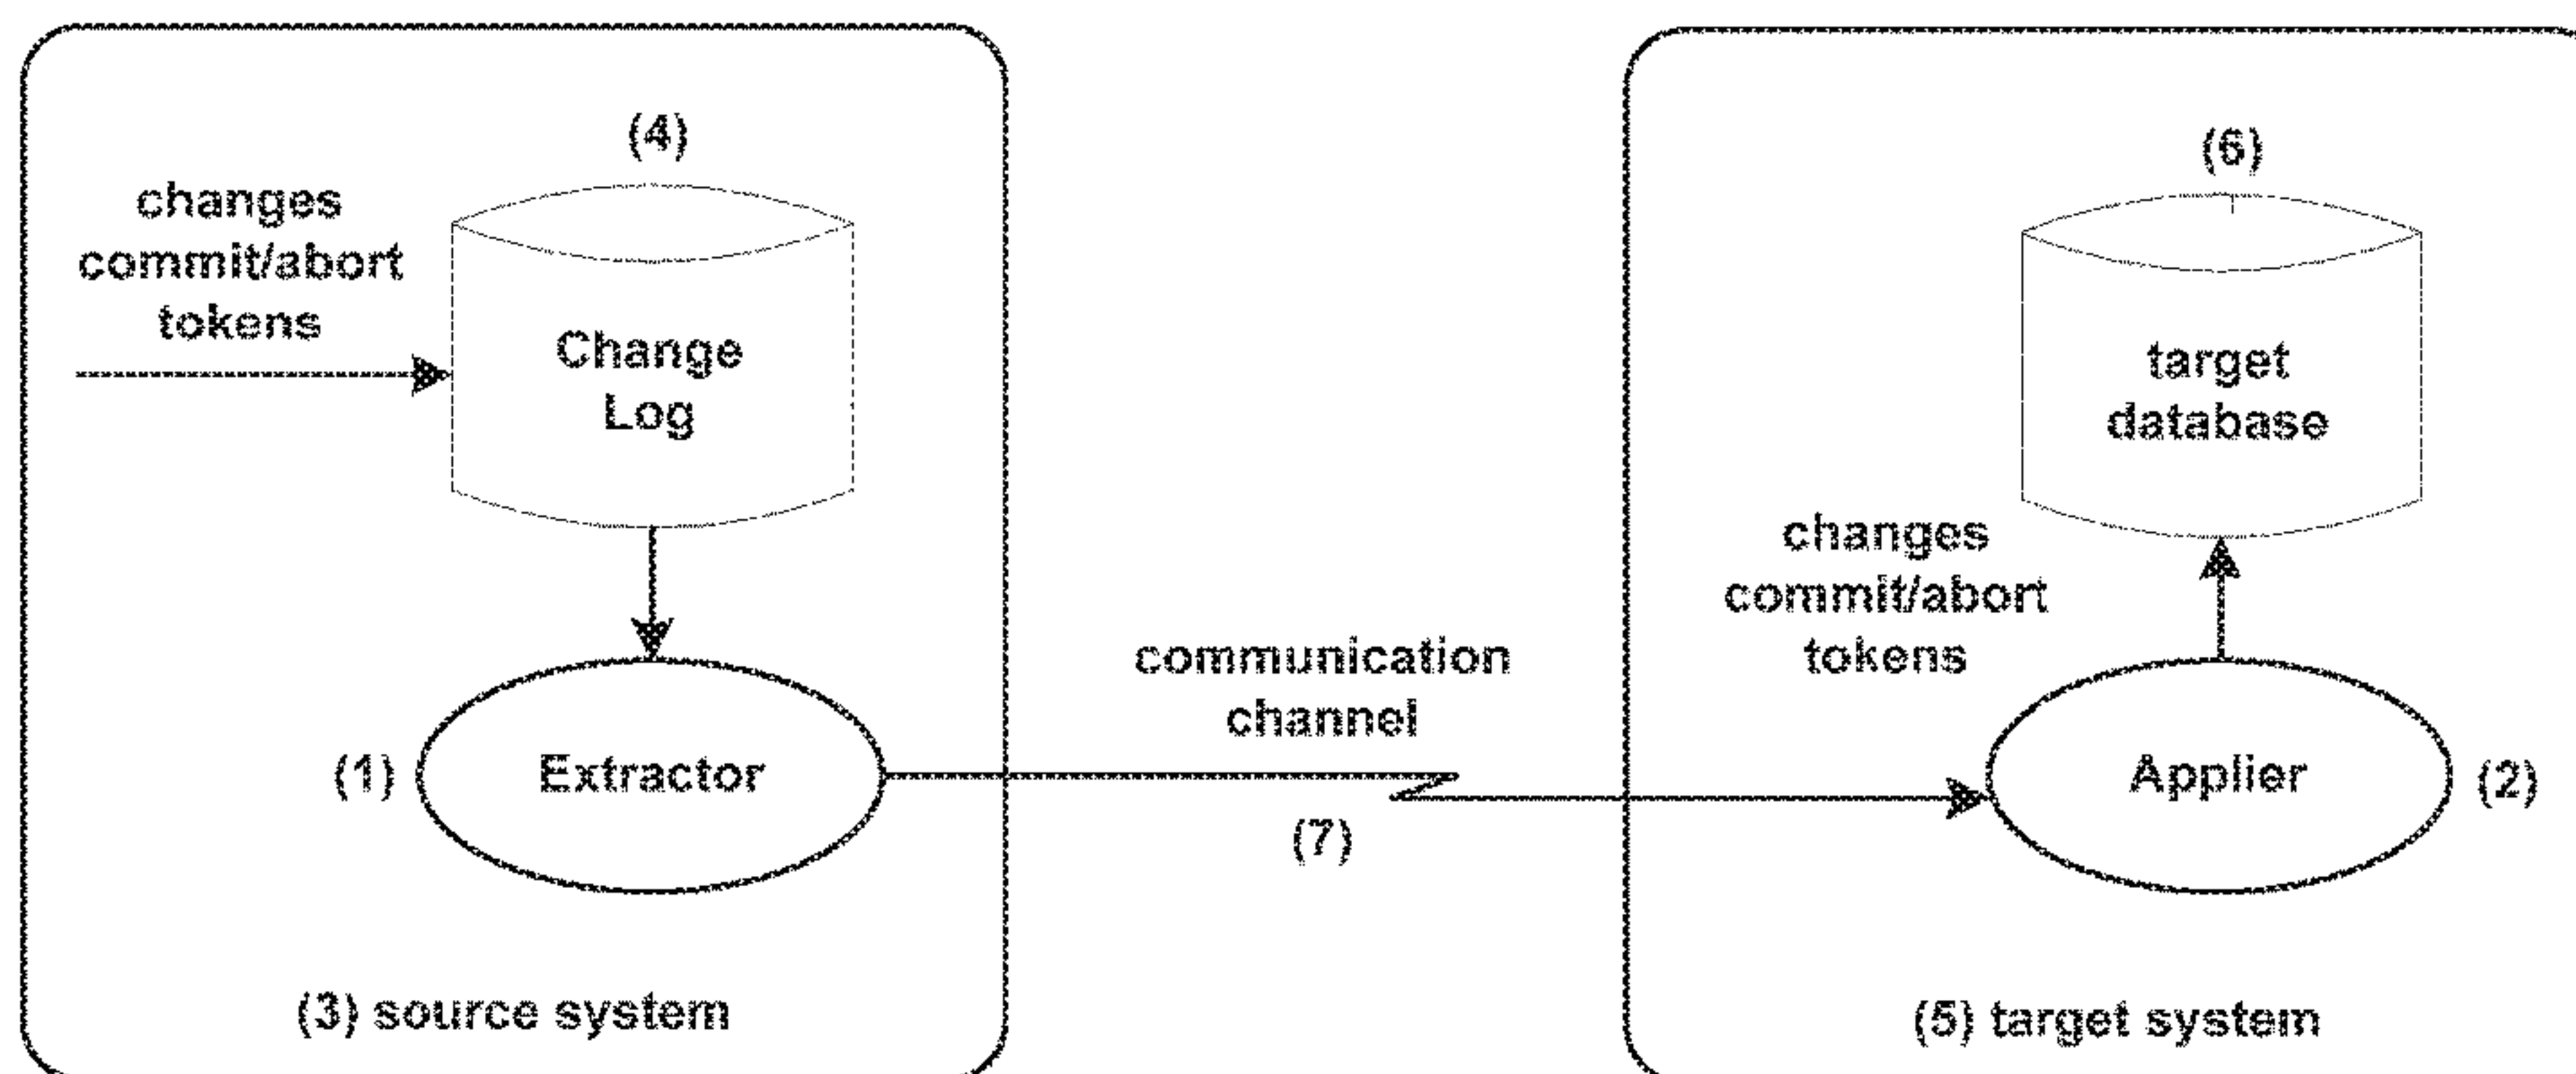 (4)
changes
commit/abort
tokens
Change
Log
(1)
Extractor
(3) source system
communication
channel
(7)
(6)
target
database
changes
commit/abort
tokens
Applier
(2)
(5) target system